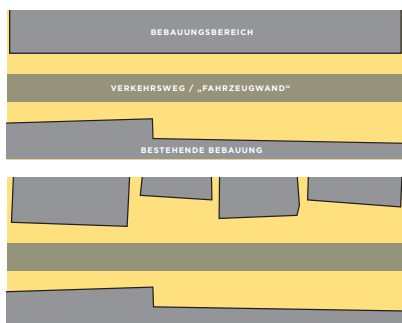 BEBAUUNGSBEREICH
VERKEHRSWEG / „FAHRZEUGWAND“
BESTEHENDE BEBAUUNG